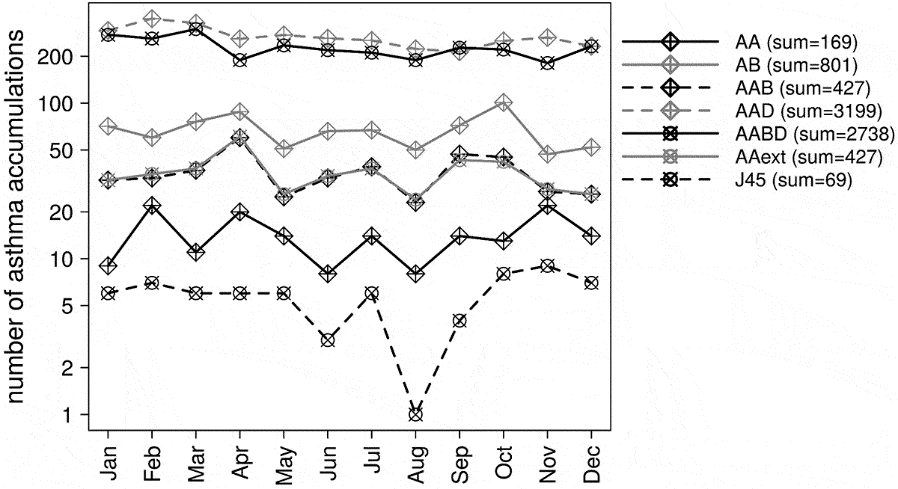 number of asthma accumulations
200
100
50
20
10
5
2
1
Jan
Feb
Mar
Apr
May
Jun
Jul
Aug
Sep
Oct
Nov
Dec
AA (sum=169)
AB (sum=801)
AAB (sum=427)
AAD (sum=3199)
AABD (sum=2738)
AAext (sum=427)
J45 (sum=69)